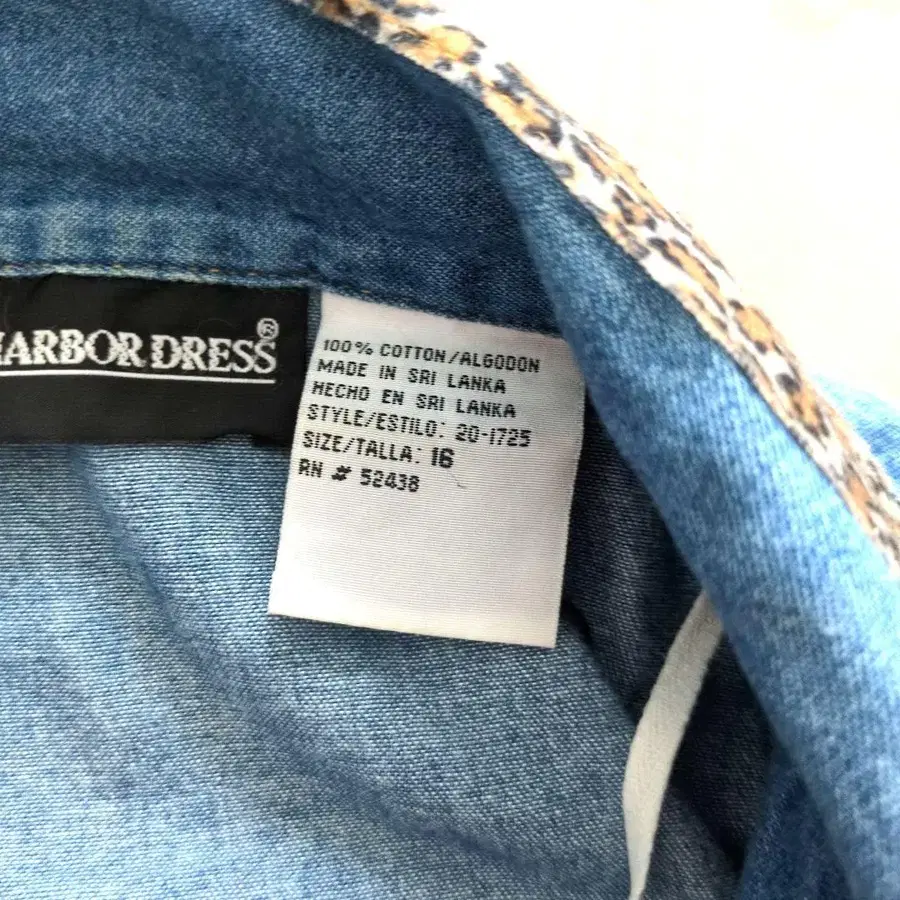 HARBOR DRESS®
100% COTTON/ALGODON
MADE IN SRI LANKA
HECHO EN SRI LANKA
STYLE/ESTILO: 20-1725
SIZE/TALLA: 16
RN # 52438